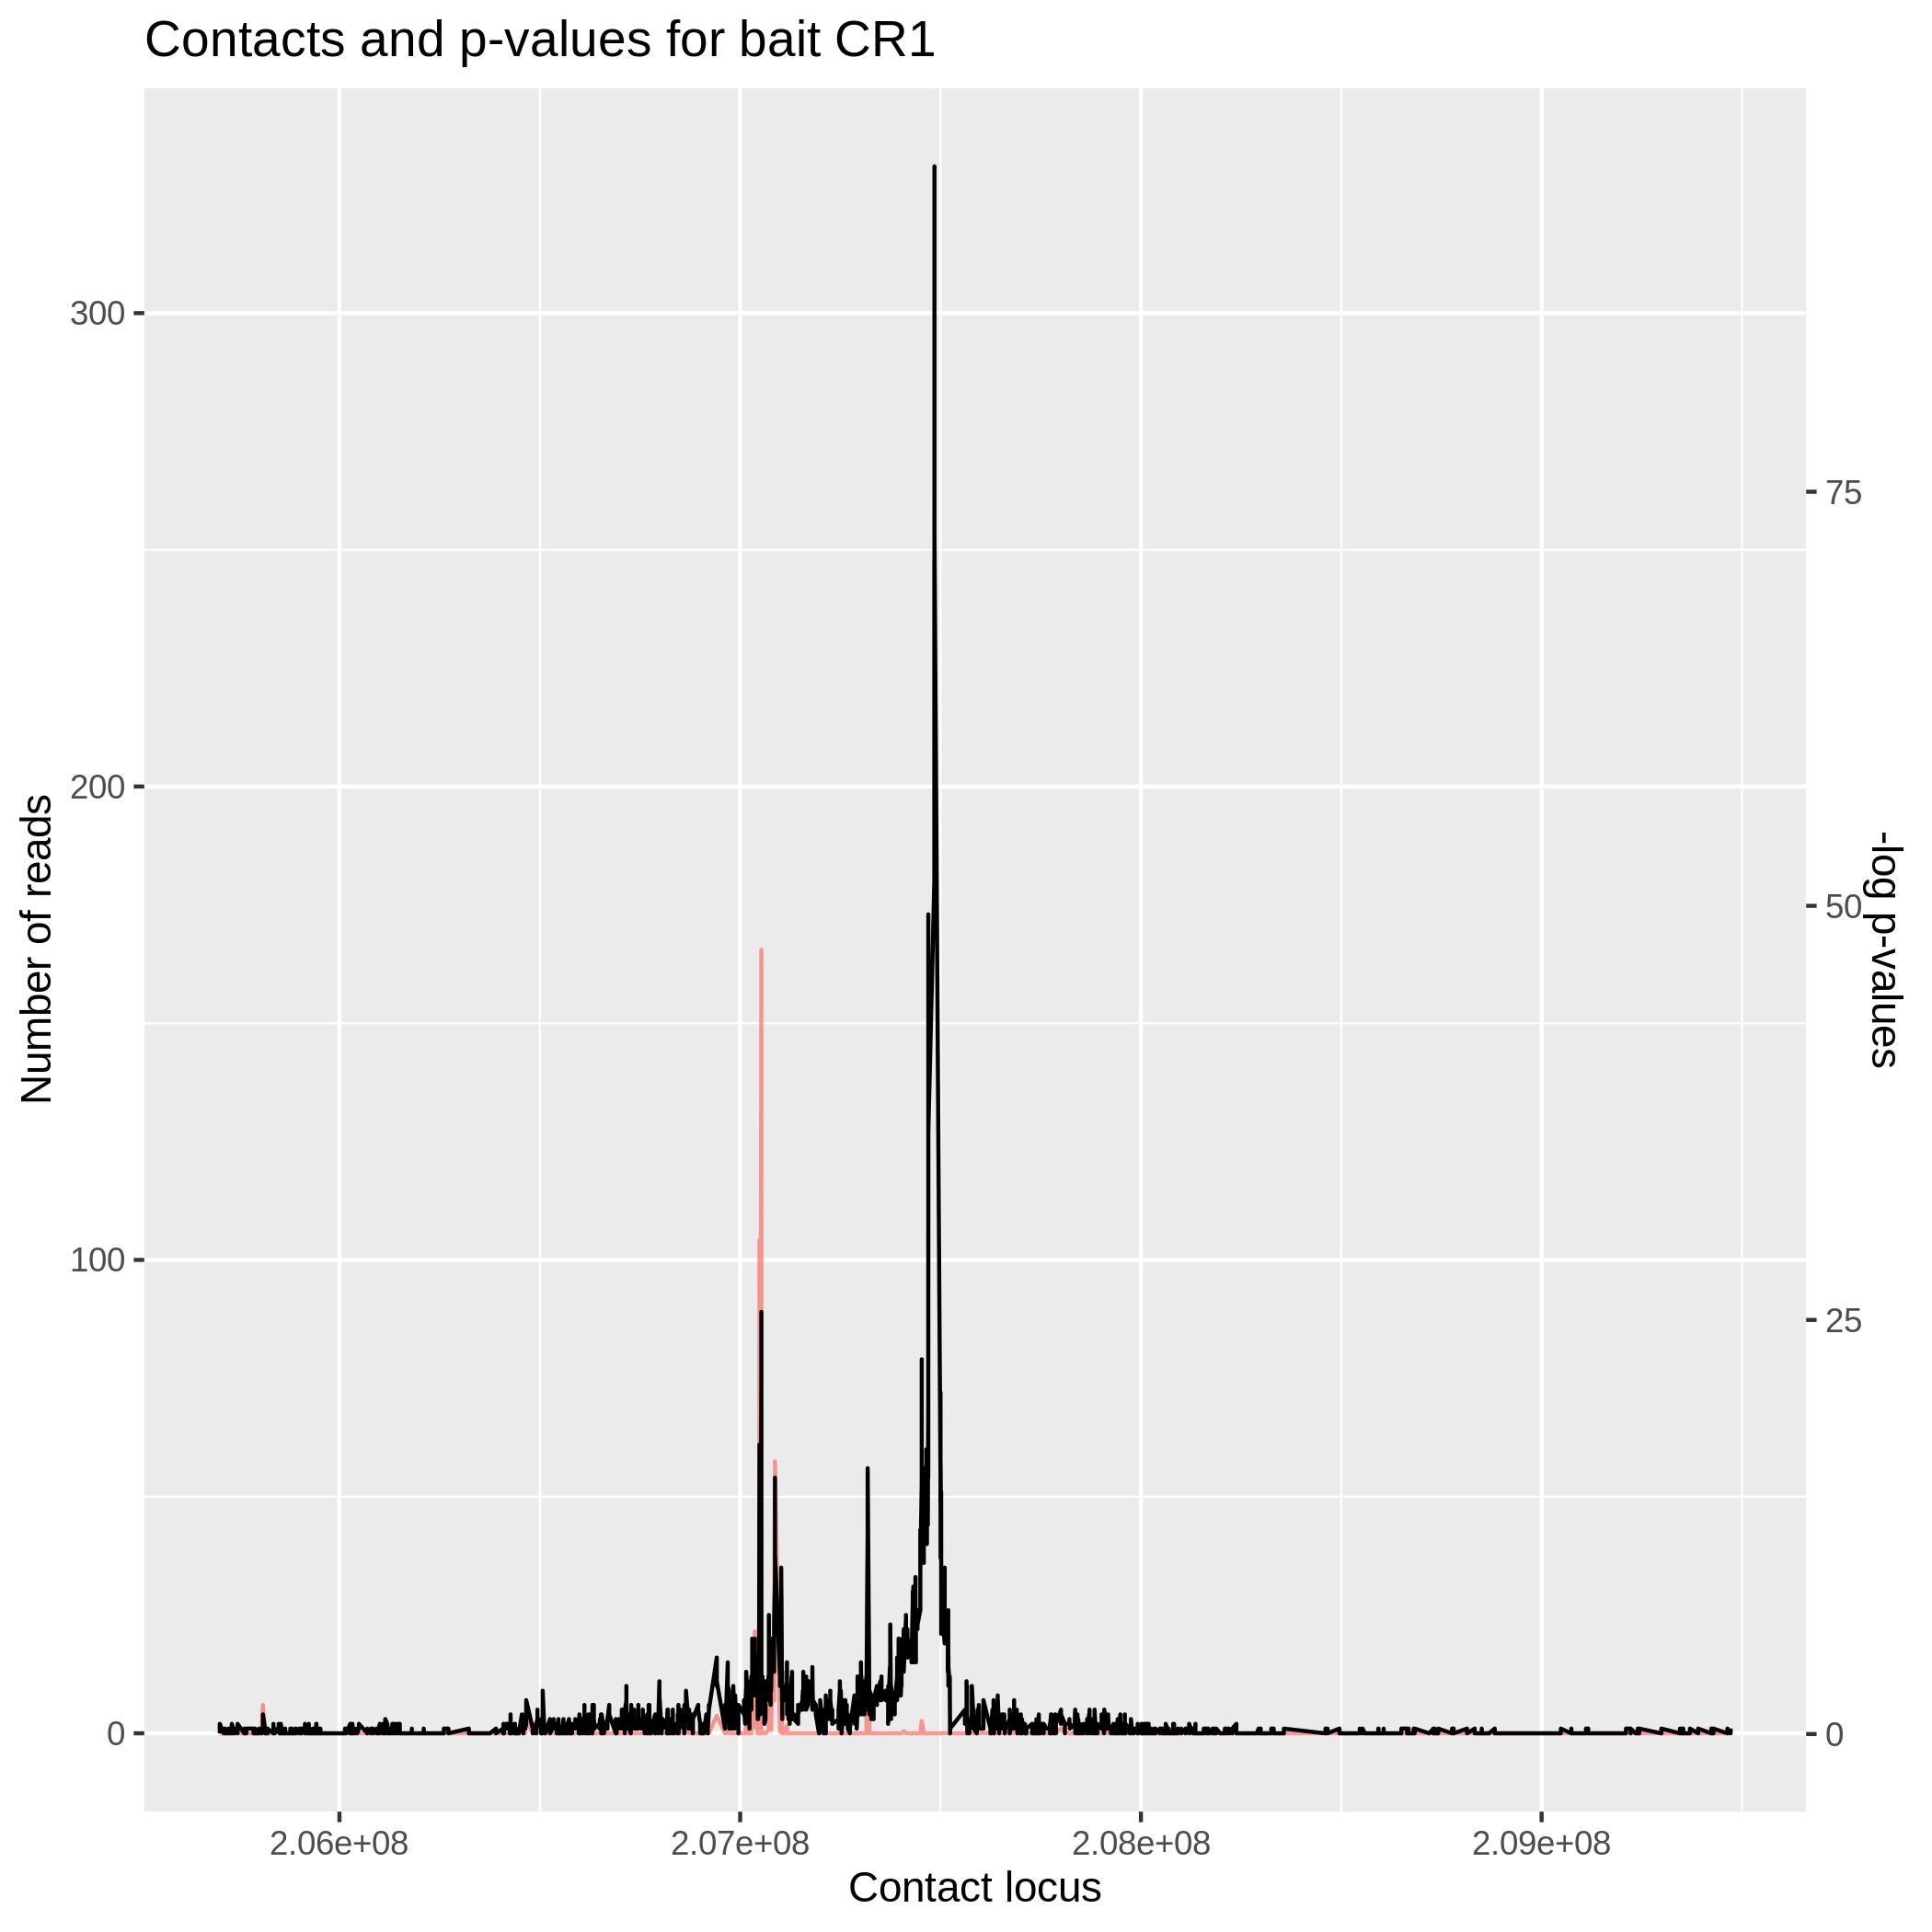 Contacts and p-values for bait CR1
300
200
100
0
Number of reads
75
50
25
0
-log p-values
2.06e+08
2.07e+08
2.08e+08
2.09e+08
Contact locus